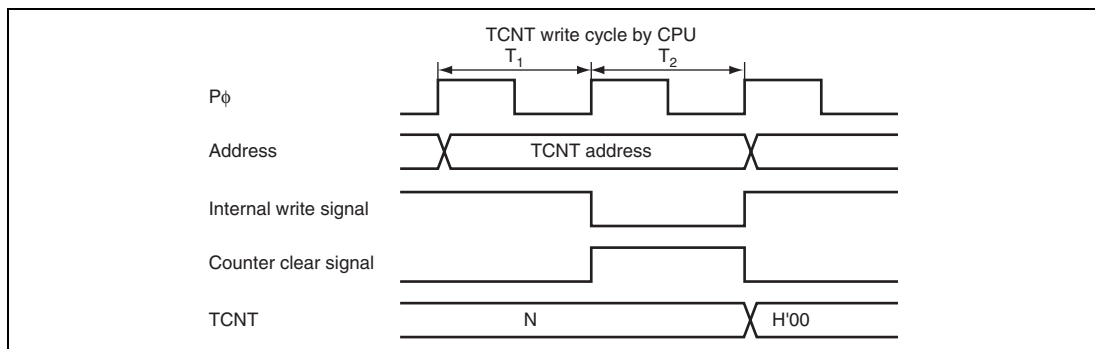 TCNT write cycle by CPU
T1 T2
Pϕ
Address TCNT address
Internal write signal
Counter clear signal
TCNT N H'00